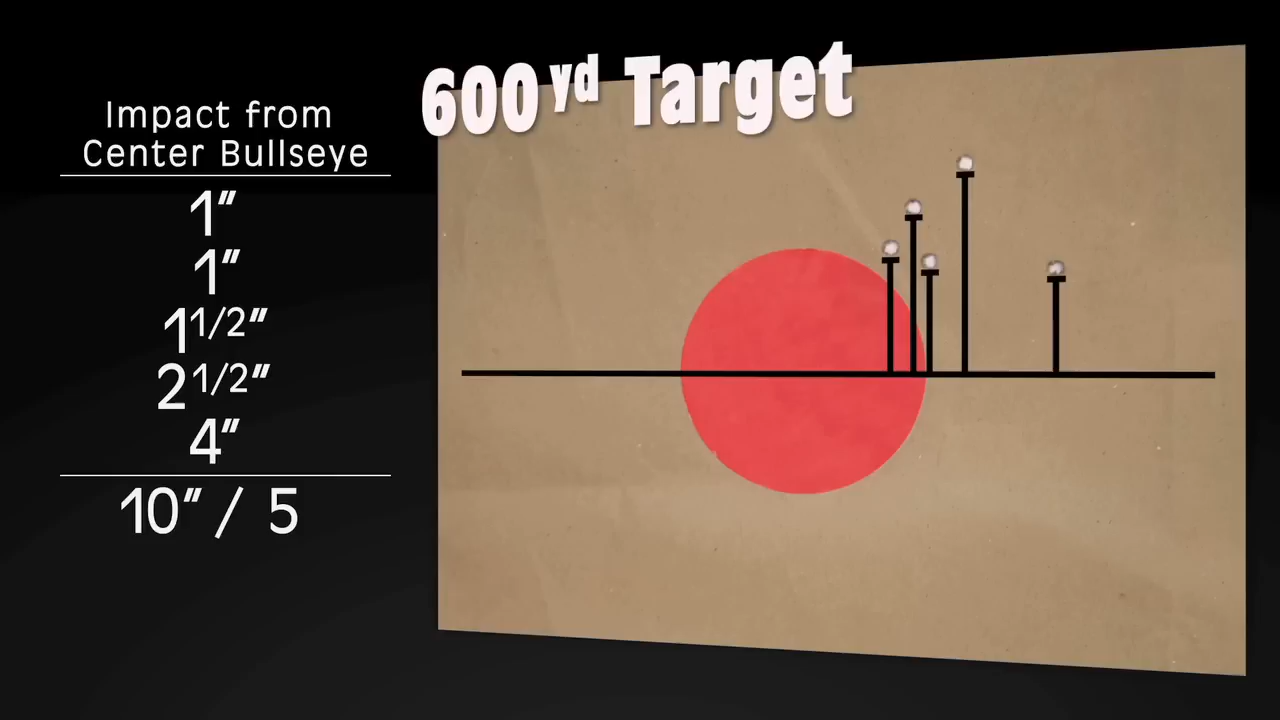 600 yd Target
Impact from
Center Bullseye
1"
1"
1 1/2"
2 1/2"
4"
10" / 5